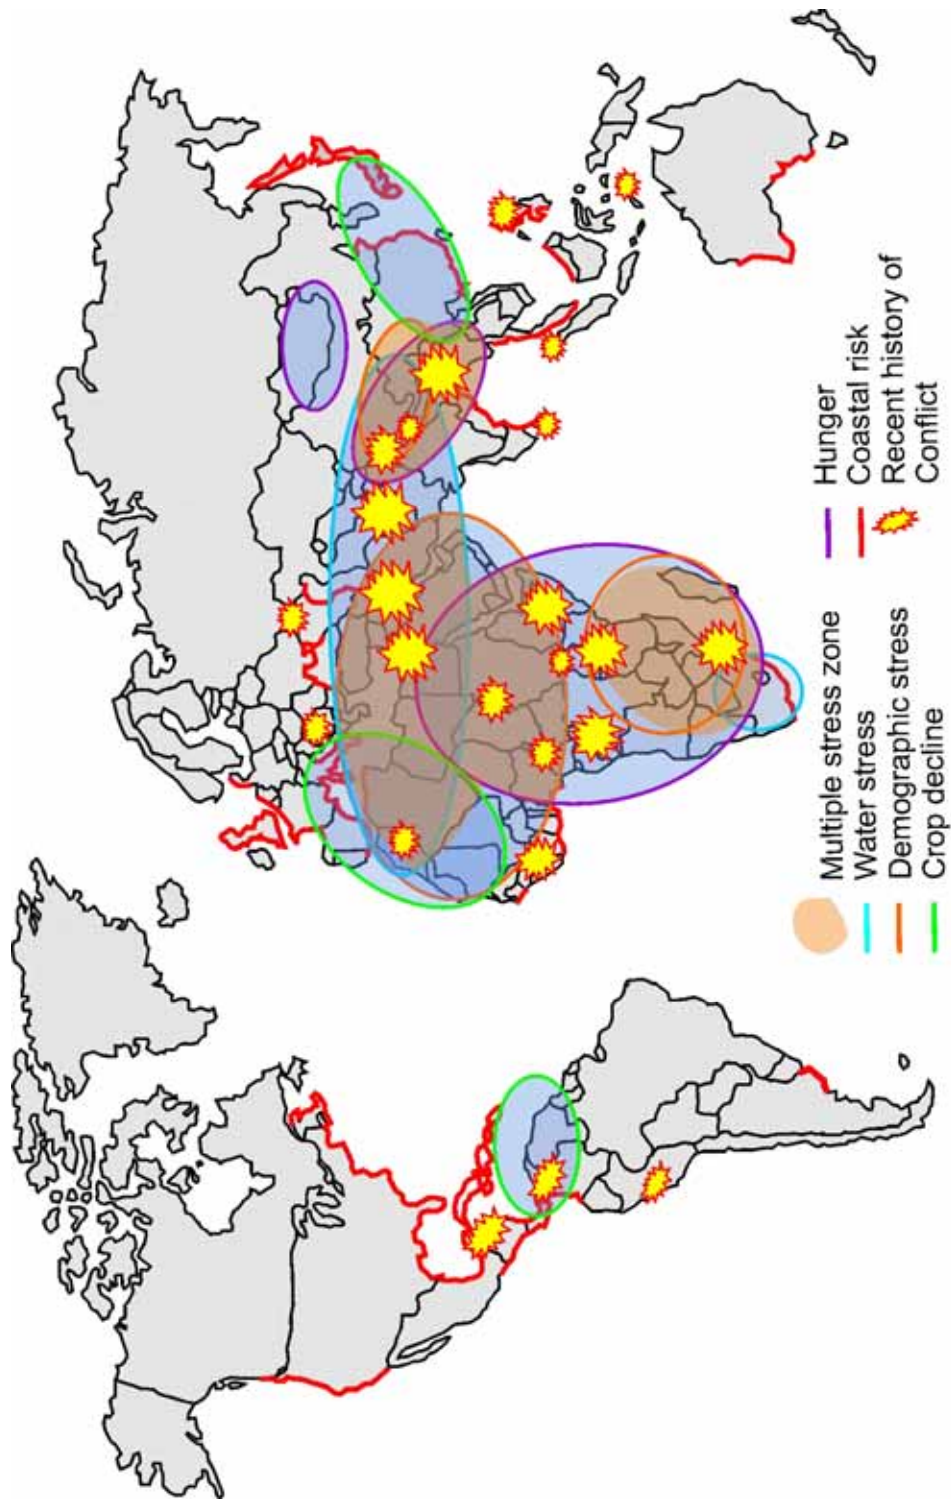 Multiple stress zone
Water stress
Demographic stress
Crop decline
Hunger
Coastal risk
Recent history of
Conflict